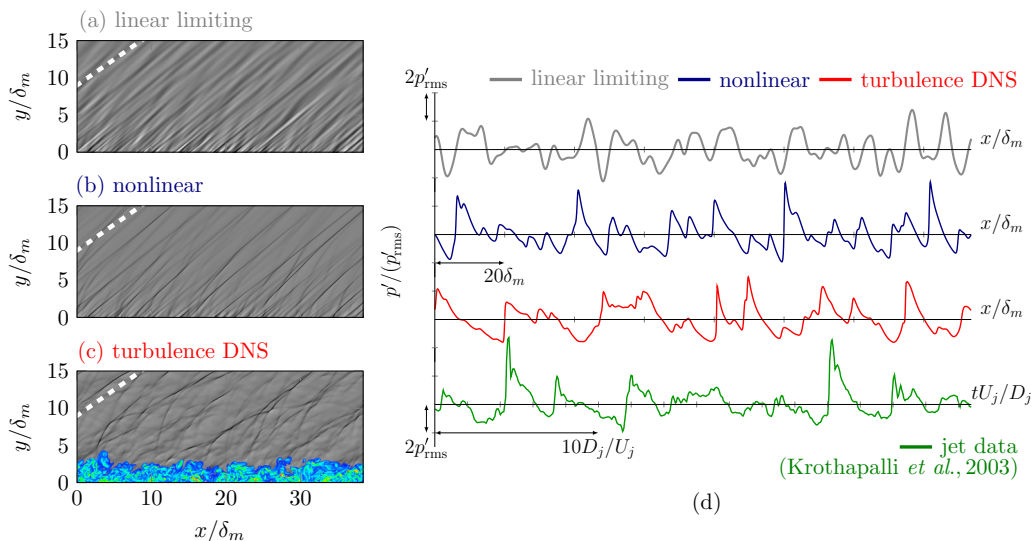 (a) linear limiting
15
10
5
0
y/δₘ
(b) nonlinear
15
10
5
0
y/δₘ
(c) turbulence DNS
15
10
5
0
y/δₘ
0 10 20 30
x/δₘ
linear limiting nonlinear turbulence DNS
2p′rms
x/δₘ
x/δₘ
p′/(p′rms)
20δₘ
x/δₘ
tUⱼ/Dⱼ
2p′rms
10Dⱼ/Uⱼ
jet data
(Krothapalli et al., 2003)
(d)